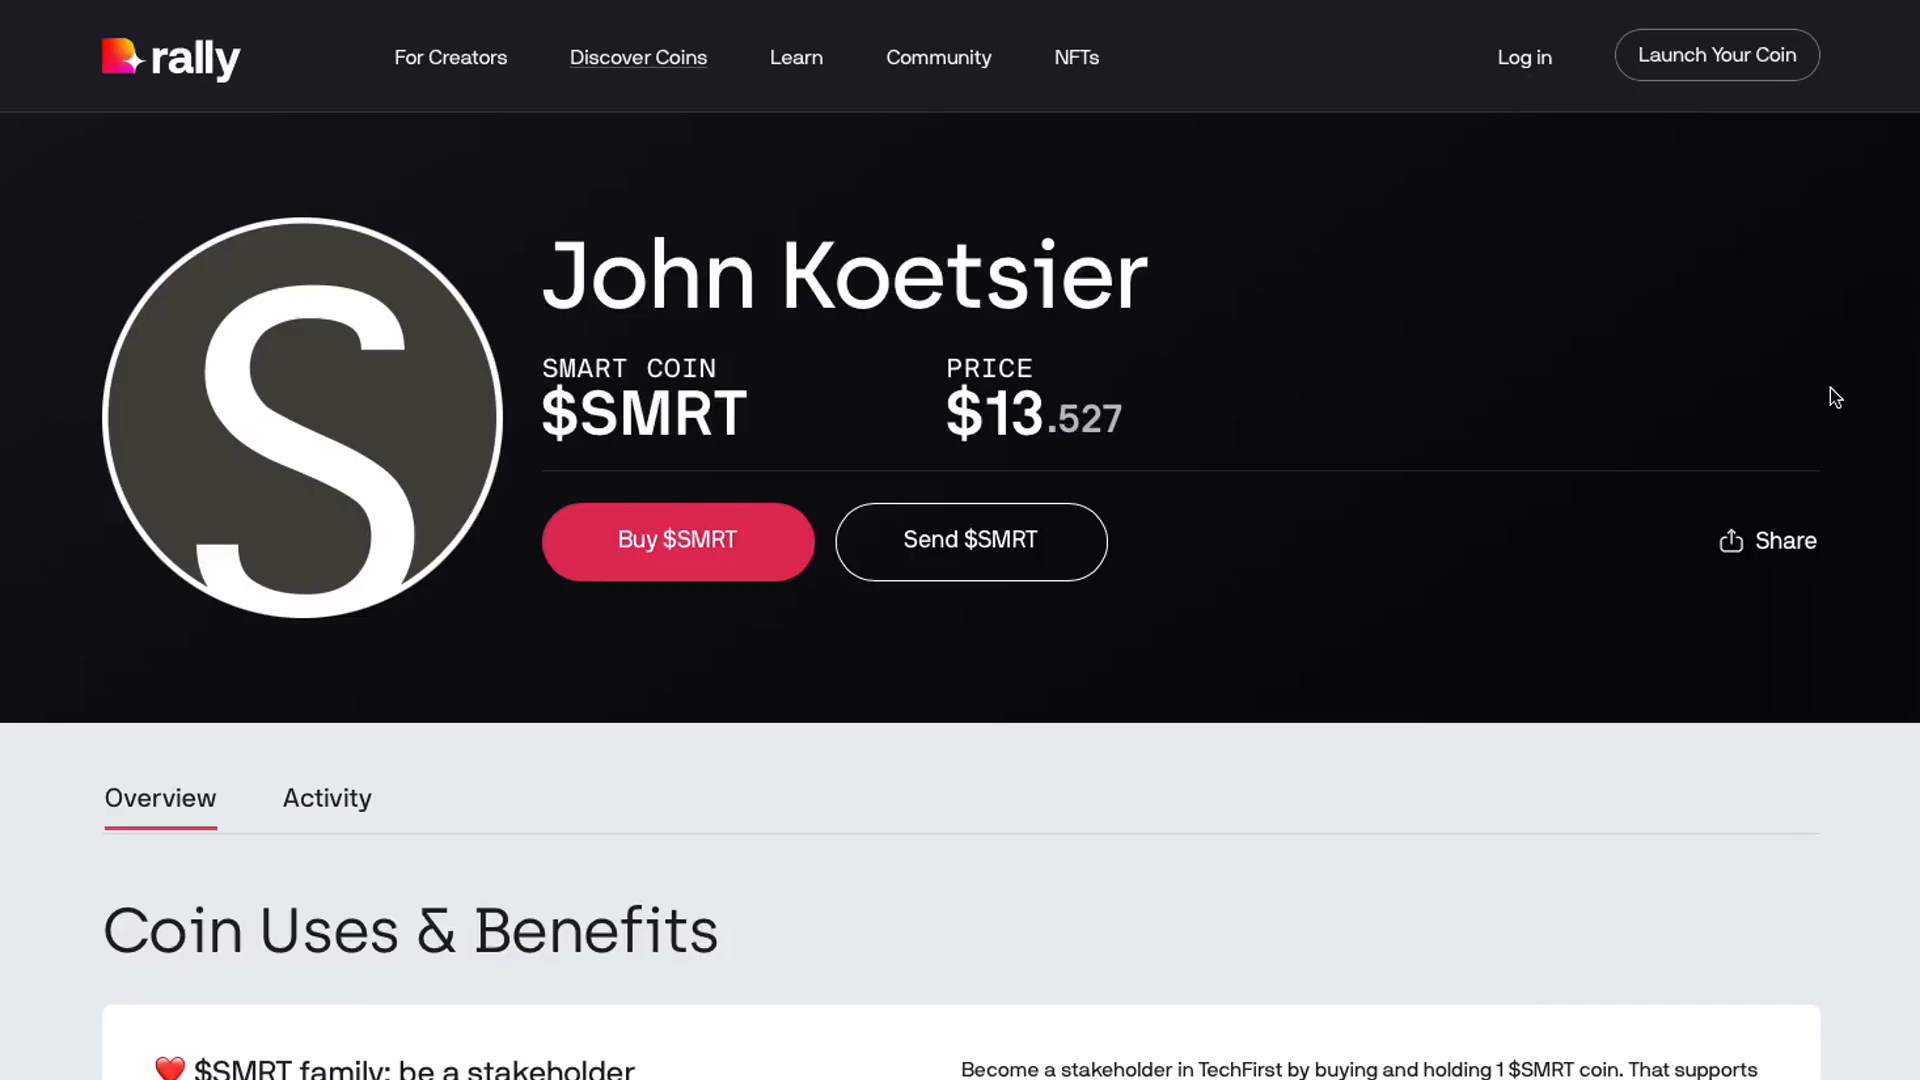 rally
For Creators
Discover Coins
Learn
Community
NFTs
Log in
Launch Your Coin
S
John Koetsier
SMART COIN
$SMRT
PRICE
$13.527
Buy $SMRT
Send $SMRT
Share
Overview
Activity
Coin Uses & Benefits
❤️ $SMRT family: be a stakeholder
Become a stakeholder in TechFirst by buying and holding 1 $SMRT coin. That supports